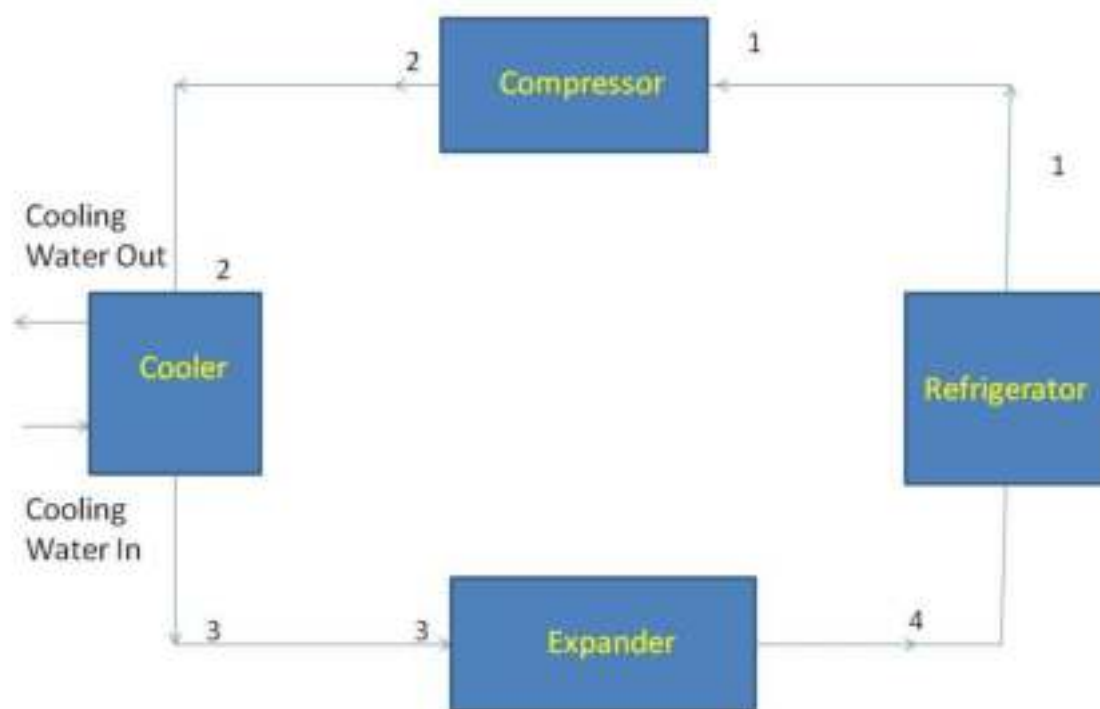 2
Compressor
1
1
Cooling
Water Out
2
Cooler
Refrigerator
Cooling
Water In
3
3
Expander
4